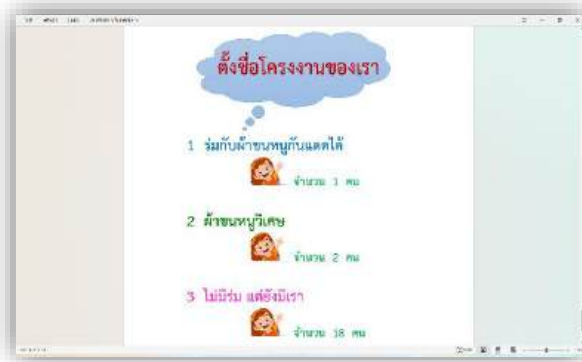 ตั้งชื่อโครงงานของเรา
1 ร่มกับผ้าขนหนูกันแดดได้
จำนวน 1 คน
2 ผ้าขนหนูวิเศษ
จำนวน 2 คน
3 ไม่มีร่ม แต่ยังมีเรา
จำนวน 18 คน